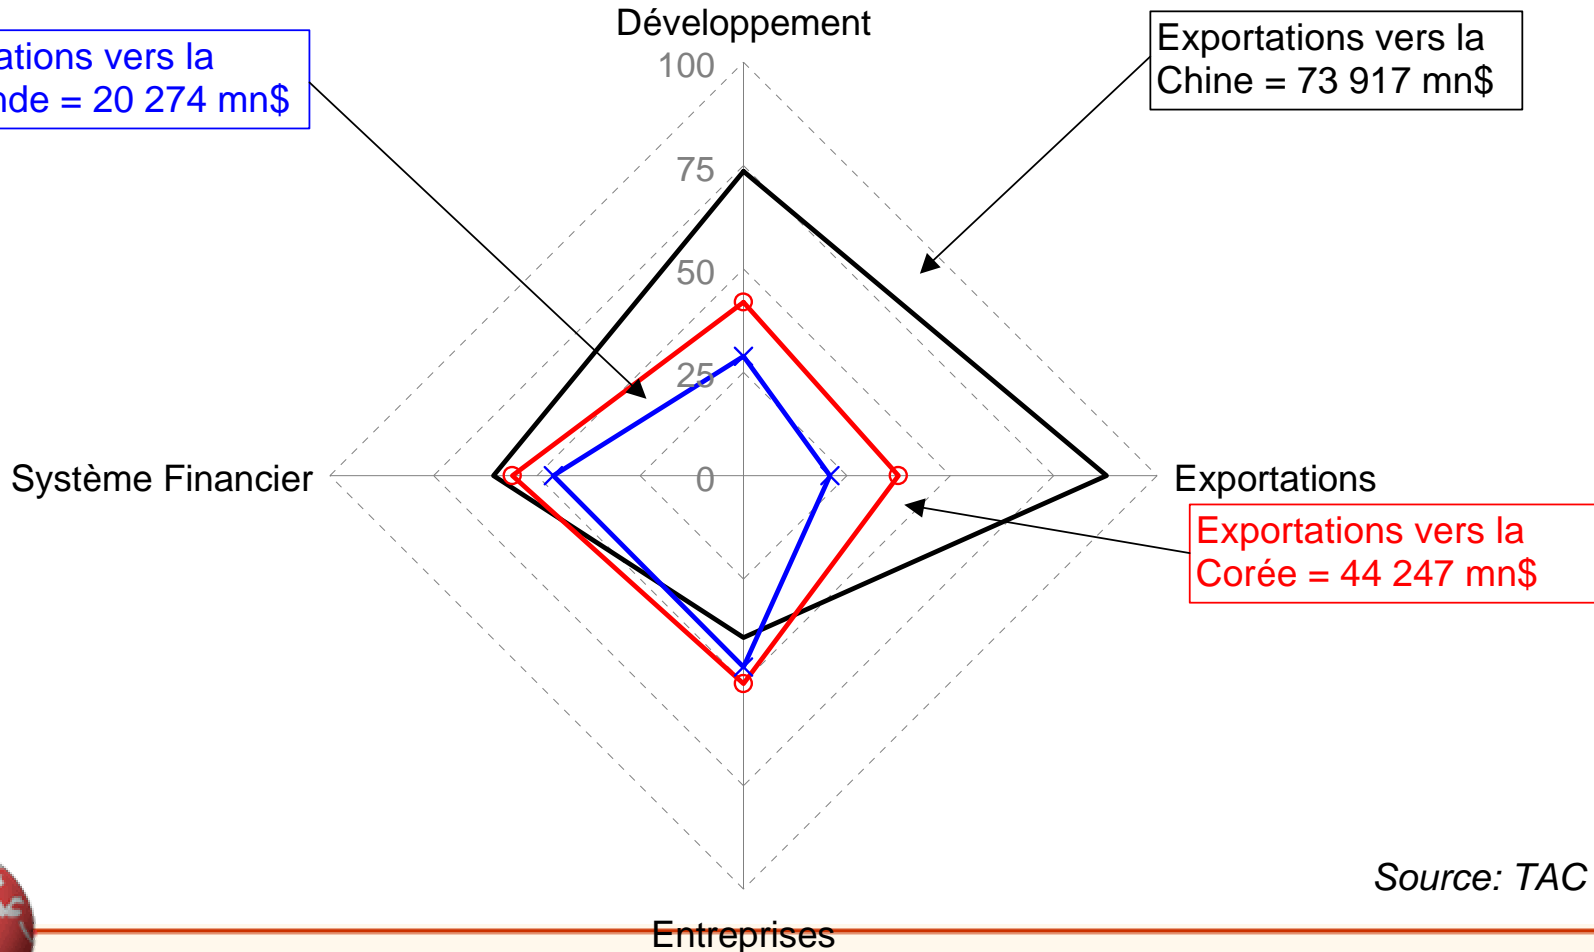 Développement
ations vers la
nde = 20 274 mn$
Exportations vers la
Chine = 73 917 mn$
100
75
50
25
0
Système Financier
Exportations
Exportations vers la
Corée = 44 247 mn$
Source: TAC
Entreprises